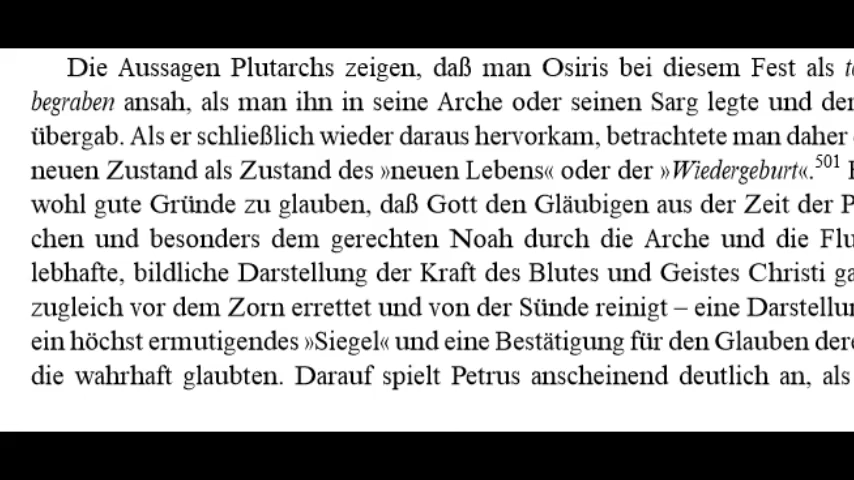 Die Aussagen Plutarchs zeigen, daß man Osiris bei diesem Fest als
begraben ansah, als man ihn in seine Arche oder seinen Sarg legte und
übergab. Als er schließlich wieder daraus hervorkam, betrachtete man daher
neuen Zustand als Zustand des »neuen Lebens« oder der »Wiedergeburt«.501
wohl gute Gründe zu glauben, daß Gott den Gläubigen aus der Zeit der
chen und besonders dem gerechten Noah durch die Arche und die
lebhafte, bildliche Darstellung der Kraft des Blutes und Geistes Christi
zugleich vor dem Zorn errettet und von der Sünde reinigt – eine
ein höchst ermutigendes »Siegel« und eine Bestätigung für den Glauben
die wahrhaft glaubten. Darauf spielt Petrus anscheinend deutlich an, als